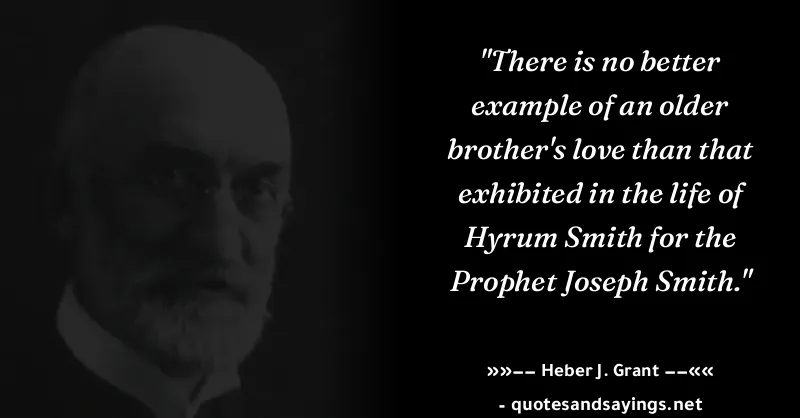 "There is no better
example of an older
brother's love than that
exhibited in the life of
Hyrum Smith for the
Prophet Joseph Smith."
»»−− Heber J. Grant −−««
- quotesandsayings.net